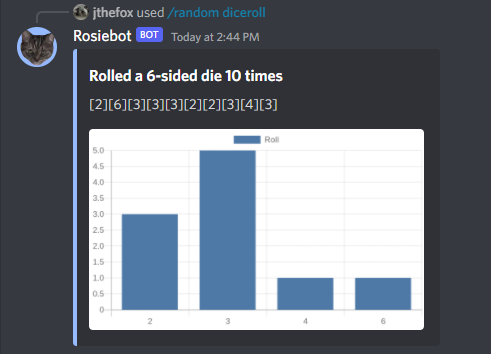 jthefox used /random diceroll
Rosiebot BOT Today at 2:44 PM
Rolled a 6-sided die 10 times
[2][6][3][3][3][2][2][3][4][3]
Roll
5.0
4.5
4.0
3.5
3.0
2.5
2.0
1.5
1.0
0.5
0
2 3 4 6